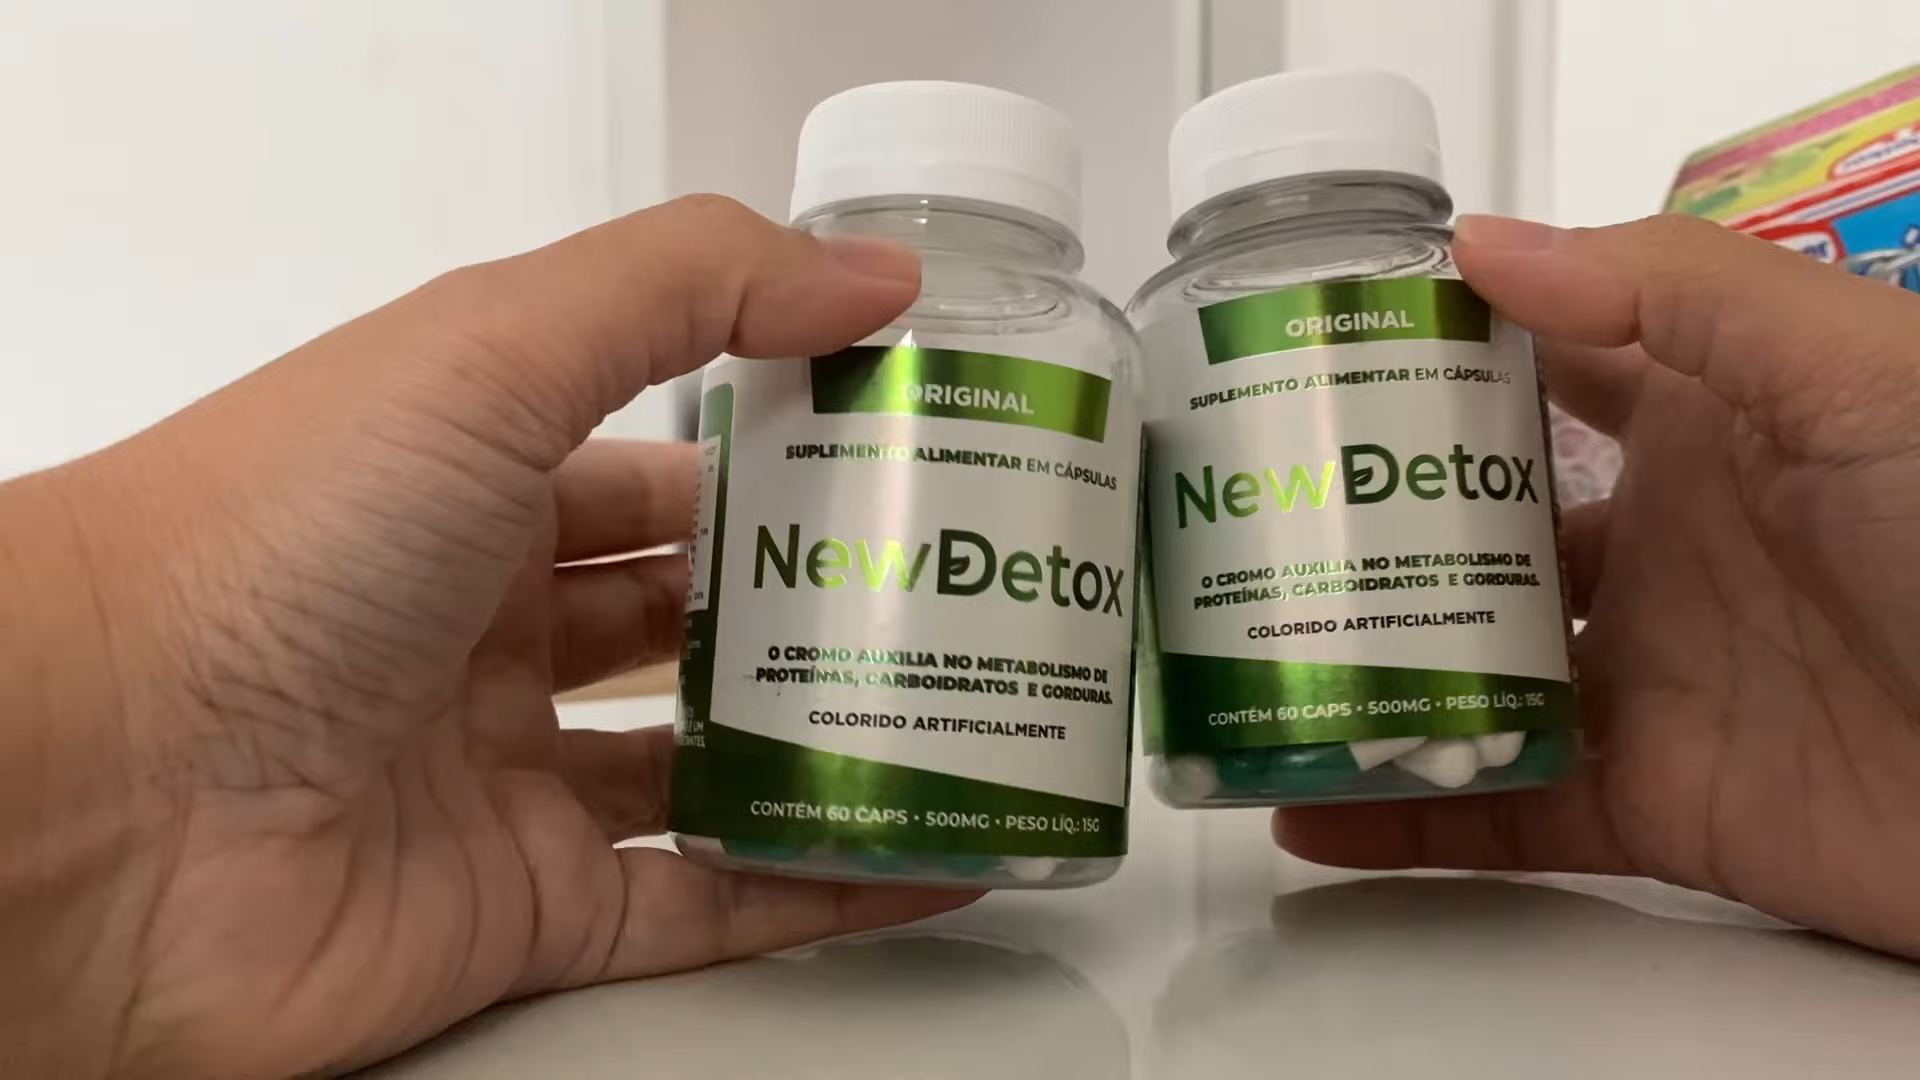 ORIGINAL
SUPLEMENTO ALIMENTAR EM CÁPSULAS
NewDetox
O CROMO AUXILIA NO METABOLISMO DE
PROTEÍNAS, CARBOIDRATOS E GORDURAS.
COLORIDO ARTIFICIALMENTE
CONTÉM 60 CAPS • 500MG • PESO LÍQ.: 15G
ORIGINAL
SUPLEMENTO ALIMENTAR EM CÁPSULAS
NewDetox
O CROMO AUXILIA NO METABOLISMO DE
PROTEÍNAS, CARBOIDRATOS E GORDURAS.
COLORIDO ARTIFICIALMENTE
CONTÉM 60 CAPS • 500MG • PESO LÍQ.: 15G